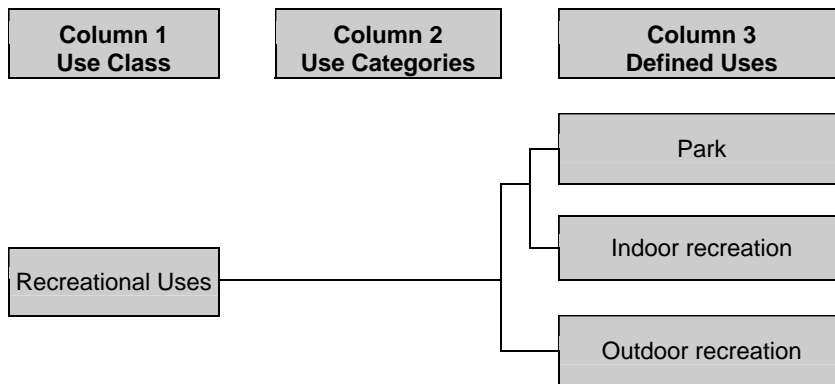 Column 1
Use Class
Column 2
Use Categories
Column 3
Defined Uses
Park
Indoor recreation
Recreational Uses
Outdoor recreation